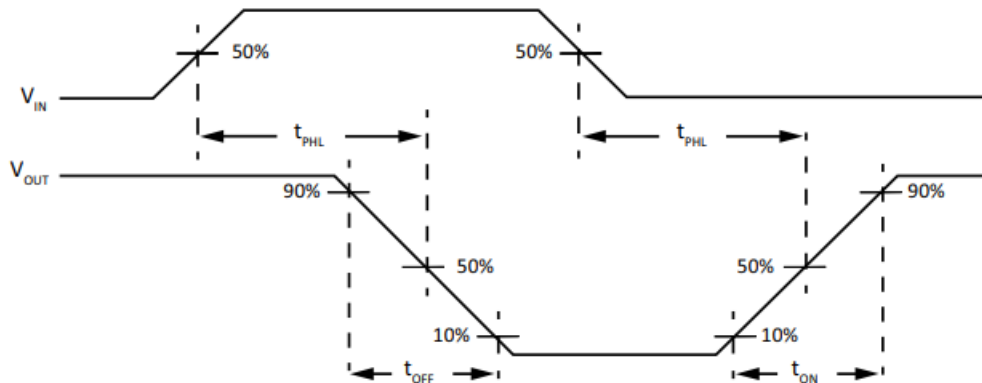 50% 50%
V_IN
t_PHL t_PHL
V_OUT
90% 90%
50% 50%
10% 10%
t_OFF t_ON